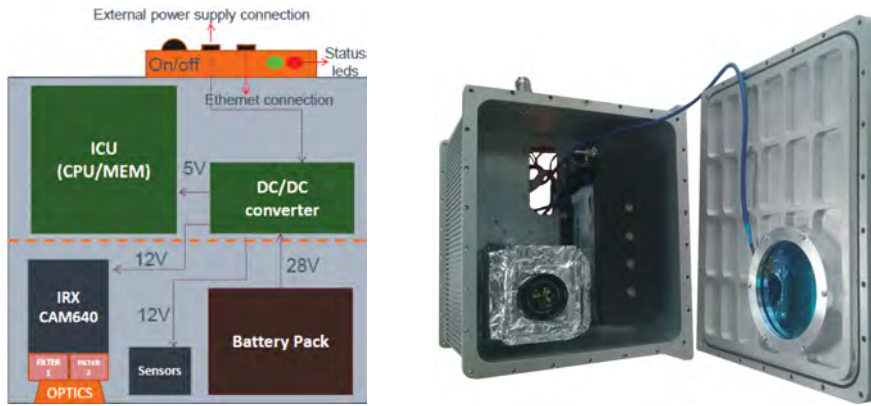 External power supply connection
On/off
Status
leds
Ethernet connection
ICU
(CPU/MEM)
5V
DC/DC
converter
12V
28V
IRX
CAM640
12V
Battery Pack
FILTER
1
FILTER
2
Sensors
OPTICS